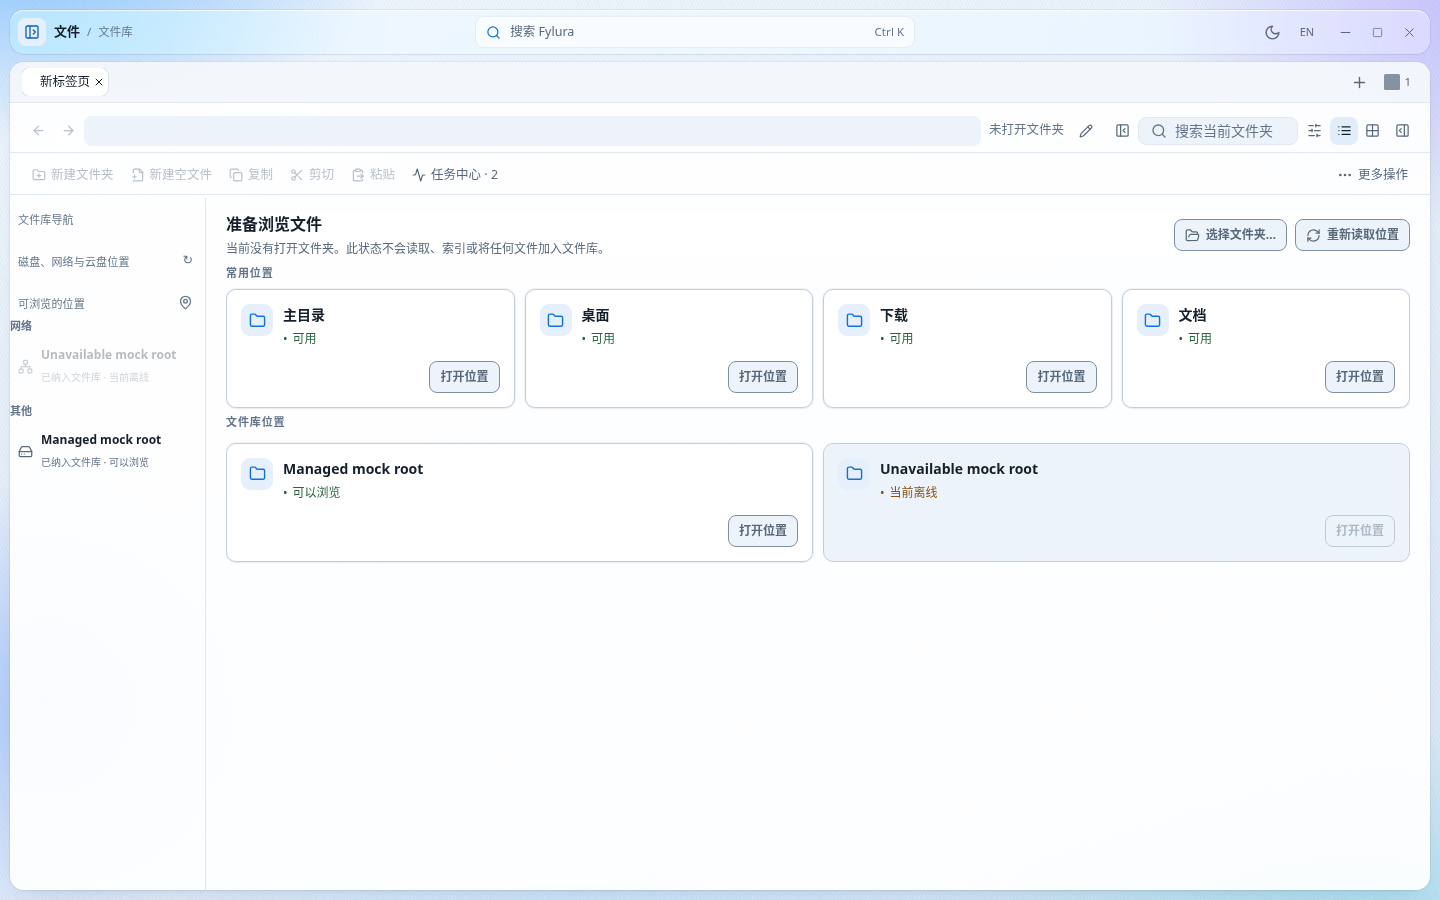 文件 / 文件库
搜索 Fylura
Ctrl K
EN
新标签页
1
未打开文件夹
搜索当前文件夹
新建文件夹
新建空文件
复制
剪切
粘贴
任务中心 · 2
更多操作
文件库导航
磁盘、网络与云盘位置
可浏览的位置
网络
Unavailable mock root
已纳入文件库 · 当前离线
其他
Managed mock root
已纳入文件库 · 可以浏览
准备浏览文件
当前没有打开文件夹。此状态不会读取、索引或将任何文件加入文件库。
选择文件夹...
重新读取位置
常用位置
主目录
• 可用
打开位置
桌面
• 可用
打开位置
下载
• 可用
打开位置
文档
• 可用
打开位置
文件库位置
Managed mock root
• 可以浏览
打开位置
Unavailable mock root
• 当前离线
打开位置